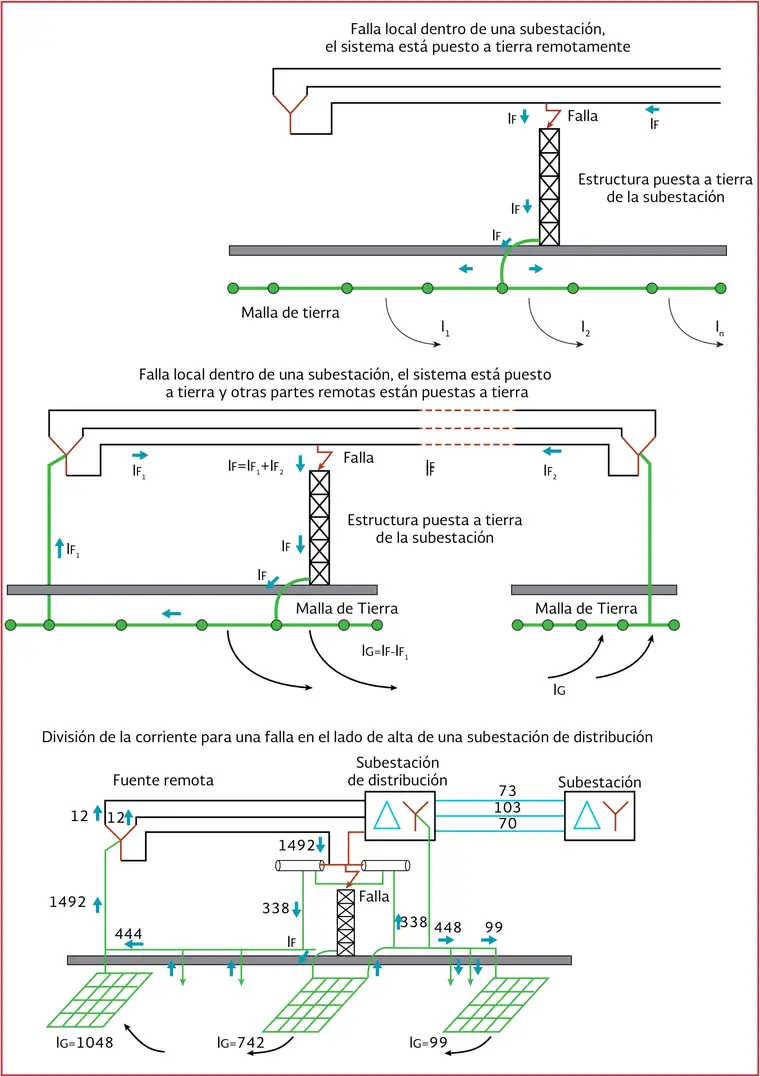 Falla local dentro de una subestación,
el sistema está puesto a tierra remotamente
IF
Falla
IF
Estructura puesta a tierra
de la subestación
IF
IF
Malla de tierra
I1
I2
In
Falla local dentro de una subestación, el sistema está puesto
a tierra y otras partes remotas están puestas a tierra
IF1
IF=IF1+IF2
Falla
IF
IF2
Estructura puesta a tierra
de la subestación
IF1
IF
IF
Malla de Tierra
Malla de Tierra
IG=IF-IF1
IG
División de la corriente para una falla en el lado de alta de una subestación de distribución
Fuente remota
Subestación
de distribución
Subestación
73
103
70
12
12
1492
Falla
1492
338
338
444
IF
448
99
IG=1048
IG=742
IG=99